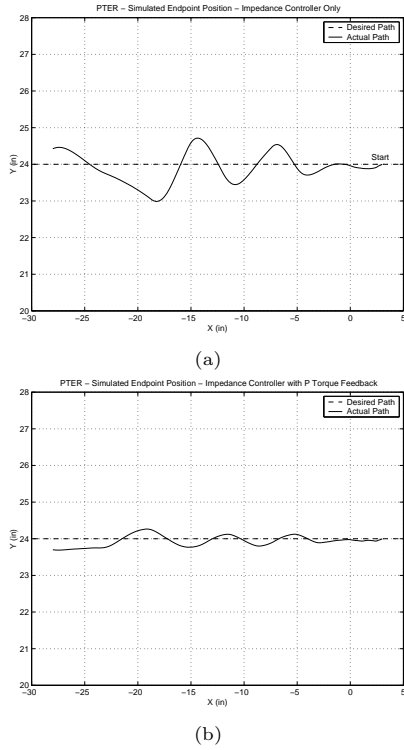 PTER – Simulated Endpoint Position – Impedance Controller Only
Desired Path
Actual Path
Start
Y (in)
28
27
26
25
24
23
22
21
20
−30 −25 −20 −15 −10 −5 0 5
X (in)
(a)
PTER – Simulated Endpoint Position – Impedance Controller with P Torque Feedback
Desired Path
Actual Path
Y (in)
28
27
26
25
24
23
22
21
20
−30 −25 −20 −15 −10 −5 0 5
X (in)
(b)